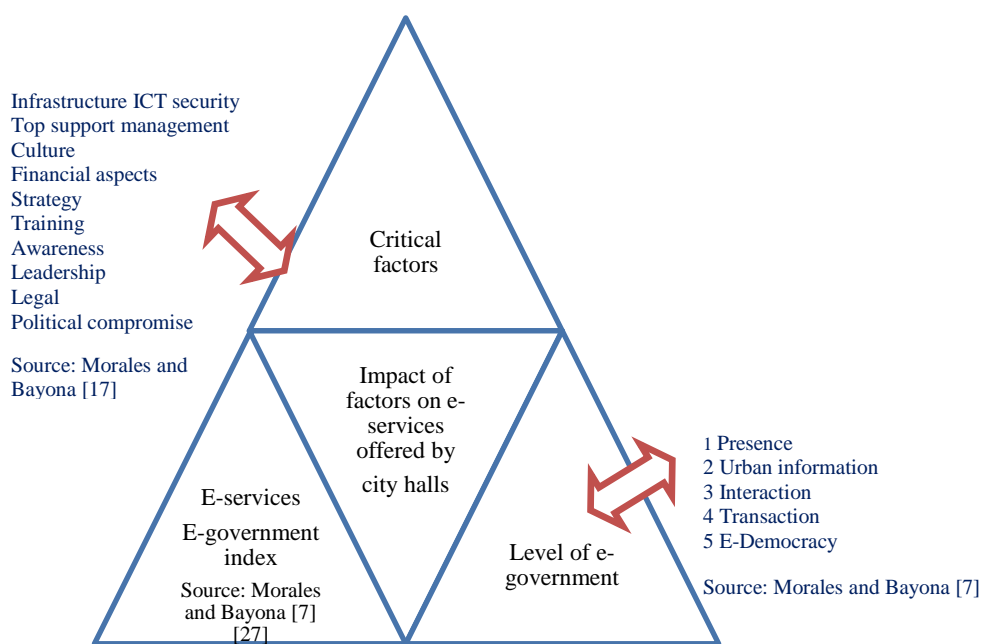 Infrastructure ICT security
Top support management
Culture
Financial aspects
Strategy
Training
Awareness
Leadership
Legal
Political compromise
Source: Morales and
Bayona [17]
Critical
factors
Impact of
factors on e-
services
offered by
city halls
E-services
E-government
index
Source: Morales
and Bayona [7]
[27]
Level of e-
government
1 Presence
2 Urban information
3 Interaction
4 Transaction
5 E-Democracy
Source: Morales and Bayona [7]